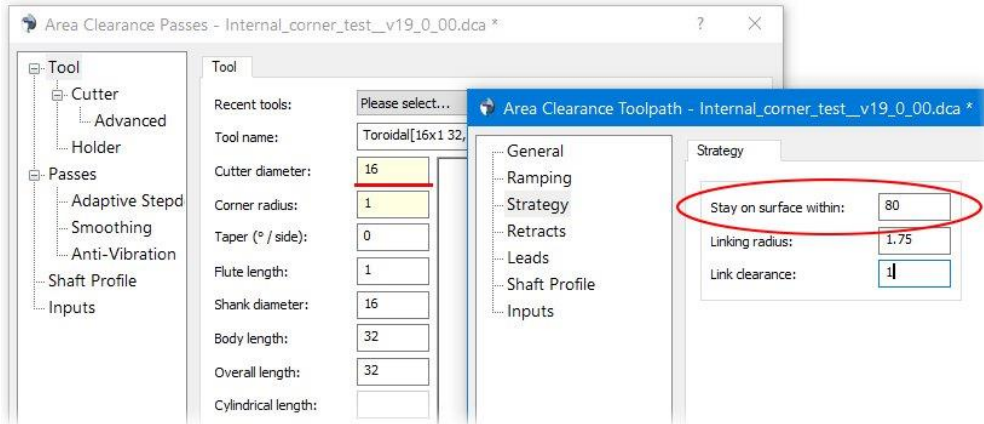 Area Clearance Passes - Internal_corner_test__v19_0_00.dca *
?
Tool
Cutter
Advanced
Holder
Passes
Adaptive Stepd
Smoothing
Anti-Vibration
Shaft Profile
Inputs
Tool
Recent tools: Please select...
Tool name: Toroidal[16x1 32,
Cutter diameter: 16
Corner radius: 1
Taper (° / side): 0
Flute length: 1
Shank diameter: 16
Body length: 32
Overall length: 32
Cylindrical length:
Area Clearance Toolpath - Internal_corner_test__v19_0_00.dca *
General
Ramping
Strategy
Retracts
Leads
Shaft Profile
Inputs
Strategy
Stay on surface within: 80
Linking radius: 1.75
Link clearance: 1